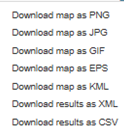 Download map as PNG
Download map as JPG
Download map as GIF
Download map as EPS
Download map as KML
Download results as XML
Download results as CSV